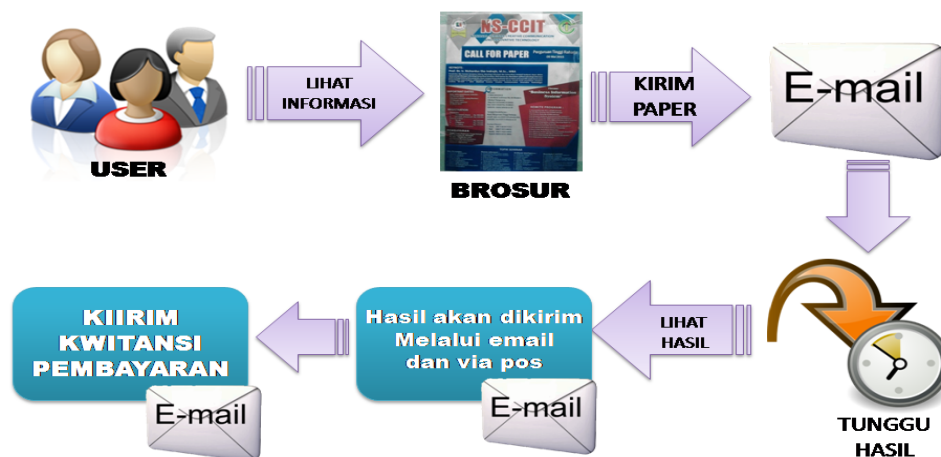 NS-CCIT
CALL FOR PAPER
LIHAT
INFORMASI
KIRIM
PAPER
E-mail
USER
BROSUR
KIIRIM
KWITANSI
PEMBAYARAN
E-mail
Hasil akan dikirim
Melalui email
dan via pos
E-mail
LIHAT
HASIL
TUNGGU
HASIL